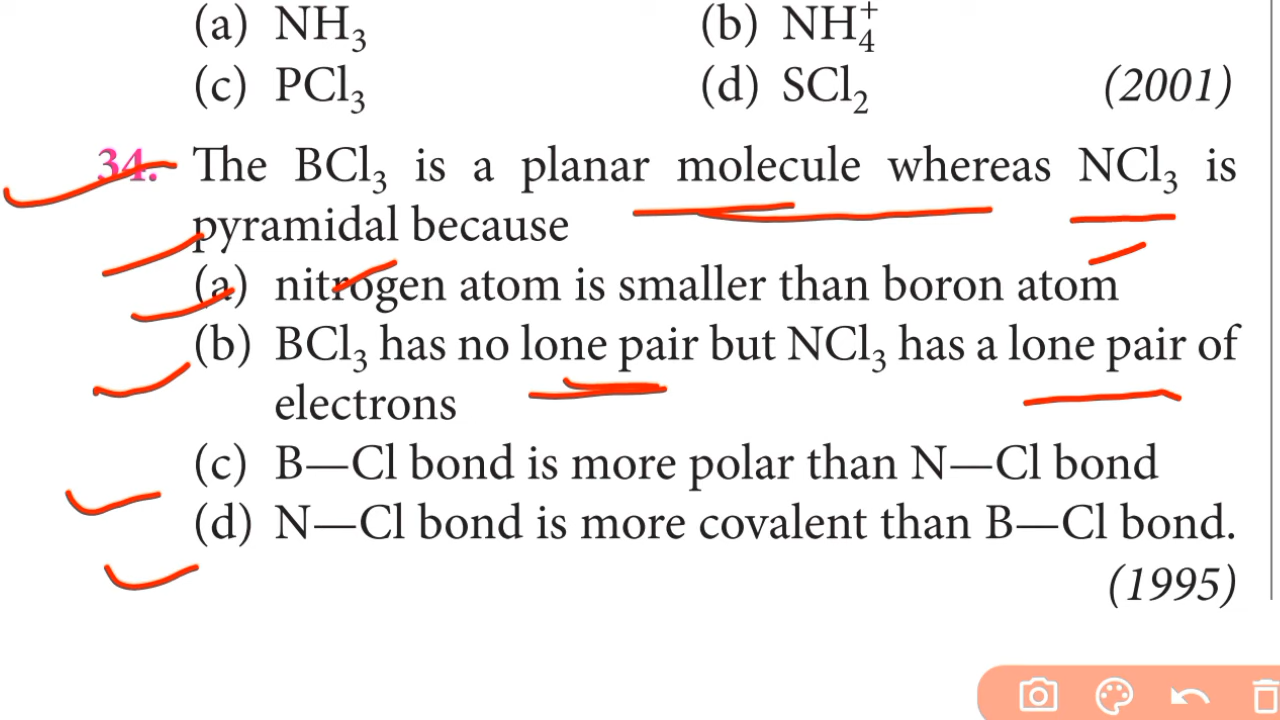 (a) NH₃ (b) NH₄⁺
(c) PCl₃ (d) SCl₂ (2001)
34. The BCl₃ is a planar molecule whereas NCl₃ is
pyramidal because
(a) nitrogen atom is smaller than boron atom
(b) BCl₃ has no lone pair but NCl₃ has a lone pair of
electrons
(c) B—Cl bond is more polar than N—Cl bond
(d) N—Cl bond is more covalent than B—Cl bond.
(1995)